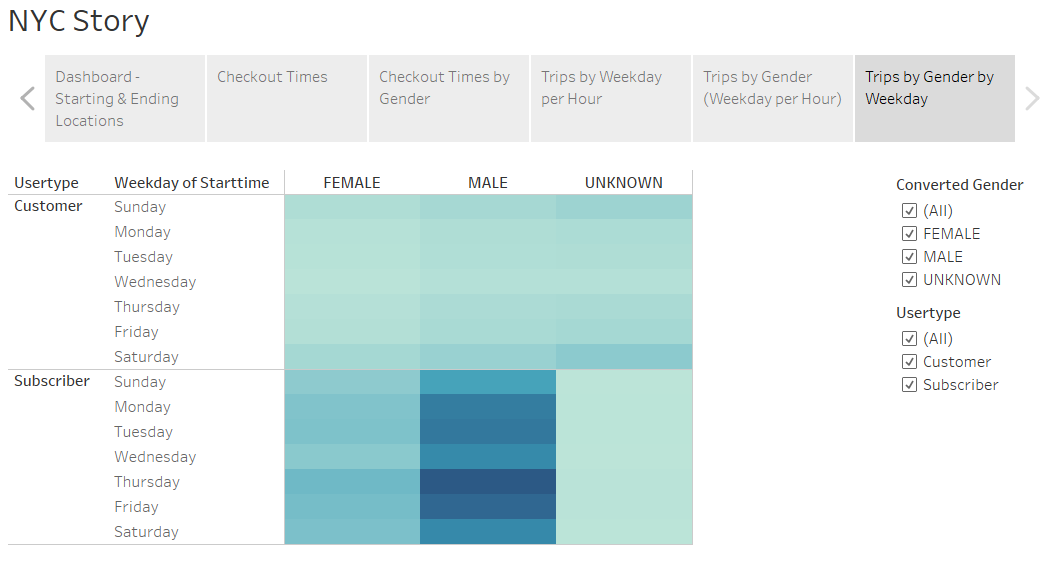 NYC Story
Dashboard -
Starting & Ending
Locations
Checkout Times
Checkout Times by
Gender
Trips by Weekday
per Hour
Trips by Gender
(Weekday per Hour)
Trips by Gender by
Weekday
Usertype Weekday of Starttime FEMALE MALE UNKNOWN
Customer Sunday
Monday
Tuesday
Wednesday
Thursday
Friday
Saturday
Subscriber Sunday
Monday
Tuesday
Wednesday
Thursday
Friday
Saturday
Converted Gender
(All)
FEMALE
MALE
UNKNOWN
Usertype
(All)
Customer
Subscriber